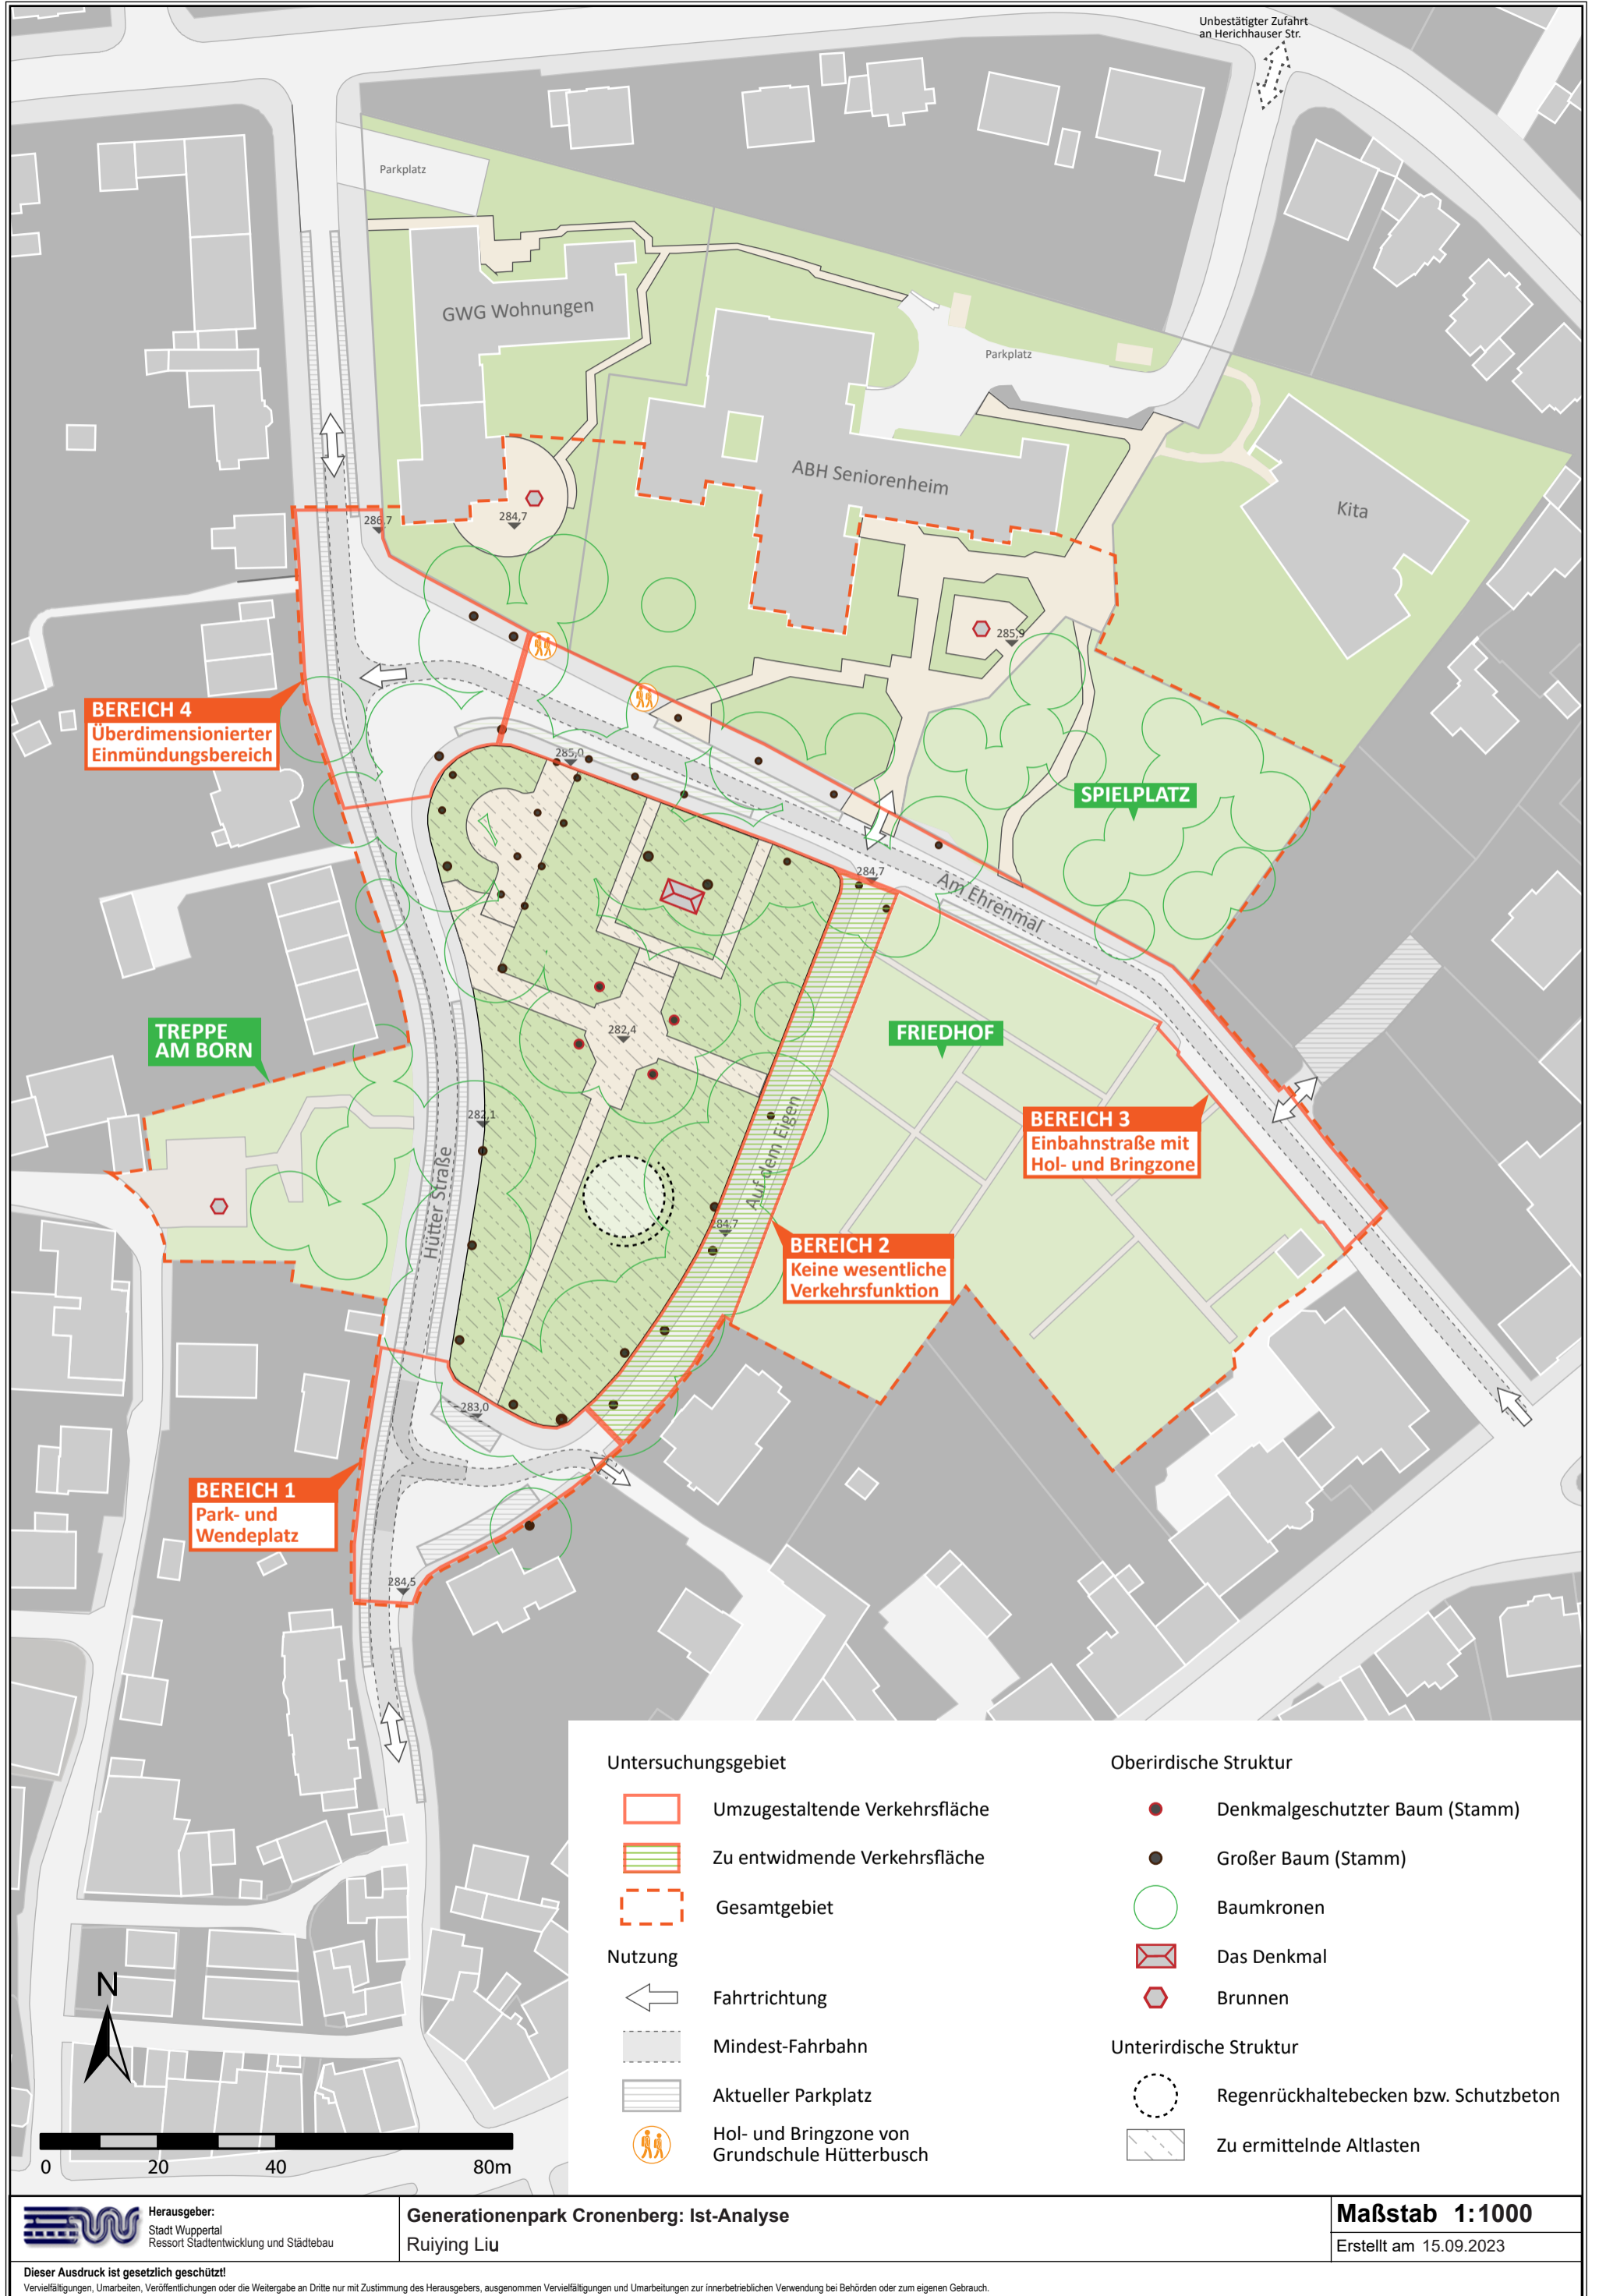 Unbestätigter Zufahrt
an Herichhauser Str.
Parkplatz
GWG Wohnungen
Parkplatz
ABH Seniorenheim
Kita
284,7
286,7
285,9
BEREICH 4
Überdimensionierter
Einmündungsbereich
285,0
SPIELPLATZ
284,7
Am Ehrenmal
TREPPE
AM BORN
282,4
FRIEDHOF
282,1
BEREICH 3
Einbahnstraße mit
Hol- und Bringzone
Hütter Straße
Auf dem Eigen
284,7
BEREICH 2
Keine wesentliche
Verkehrsfunktion
283,0
BEREICH 1
Park- und
Wendeplatz
284,5
Untersuchungsgebiet
Umzugestaltende Verkehrsfläche
Zu entwidmende Verkehrsfläche
Gesamtgebiet
Nutzung
Fahrtrichtung
Mindest-Fahrbahn
Aktueller Parkplatz
Hol- und Bringzone von
Grundschule Hütterbusch
Oberirdische Struktur
Denkmalgeschutzter Baum (Stamm)
Großer Baum (Stamm)
Baumkronen
Das Denkmal
Brunnen
Unterirdische Struktur
Regenrückhaltebecken bzw. Schutzbeton
Zu ermittelnde Altlasten
N
0 20 40 80m
Herausgeber:
Stadt Wuppertal
Ressort Stadtentwicklung und Städtebau
Generationenpark Cronenberg: Ist-Analyse
Ruiying Liu
Maßstab 1:1000
Erstellt am 15.09.2023
Dieser Ausdruck ist gesetzlich geschützt!
Vervielfältigungen, Umarbeiten, Veröffentlichungen oder die Weitergabe an Dritte nur mit Zustimmung des Herausgebers, ausgenommen Vervielfältigungen und Umarbeitungen zur innerbetrieblichen Verwendung bei Behörden oder zum eigenen Gebrauch.